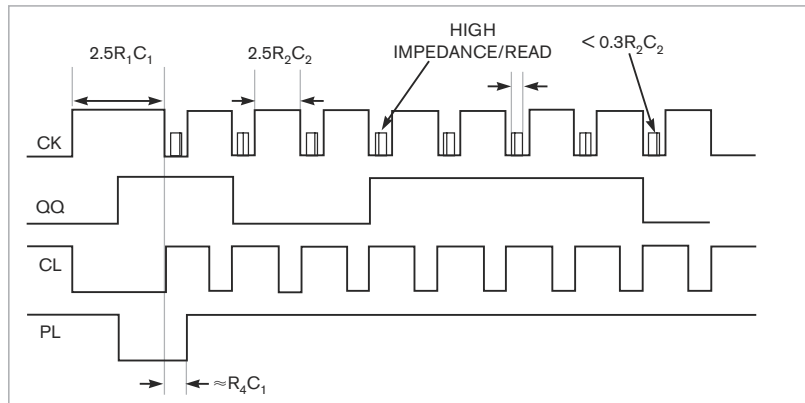 2.5R₁C₁
2.5R₂C₂
HIGH
IMPEDANCE/READ
< 0.3R₂C₂
CK
QQ
CL
PL
≈R₄C₁